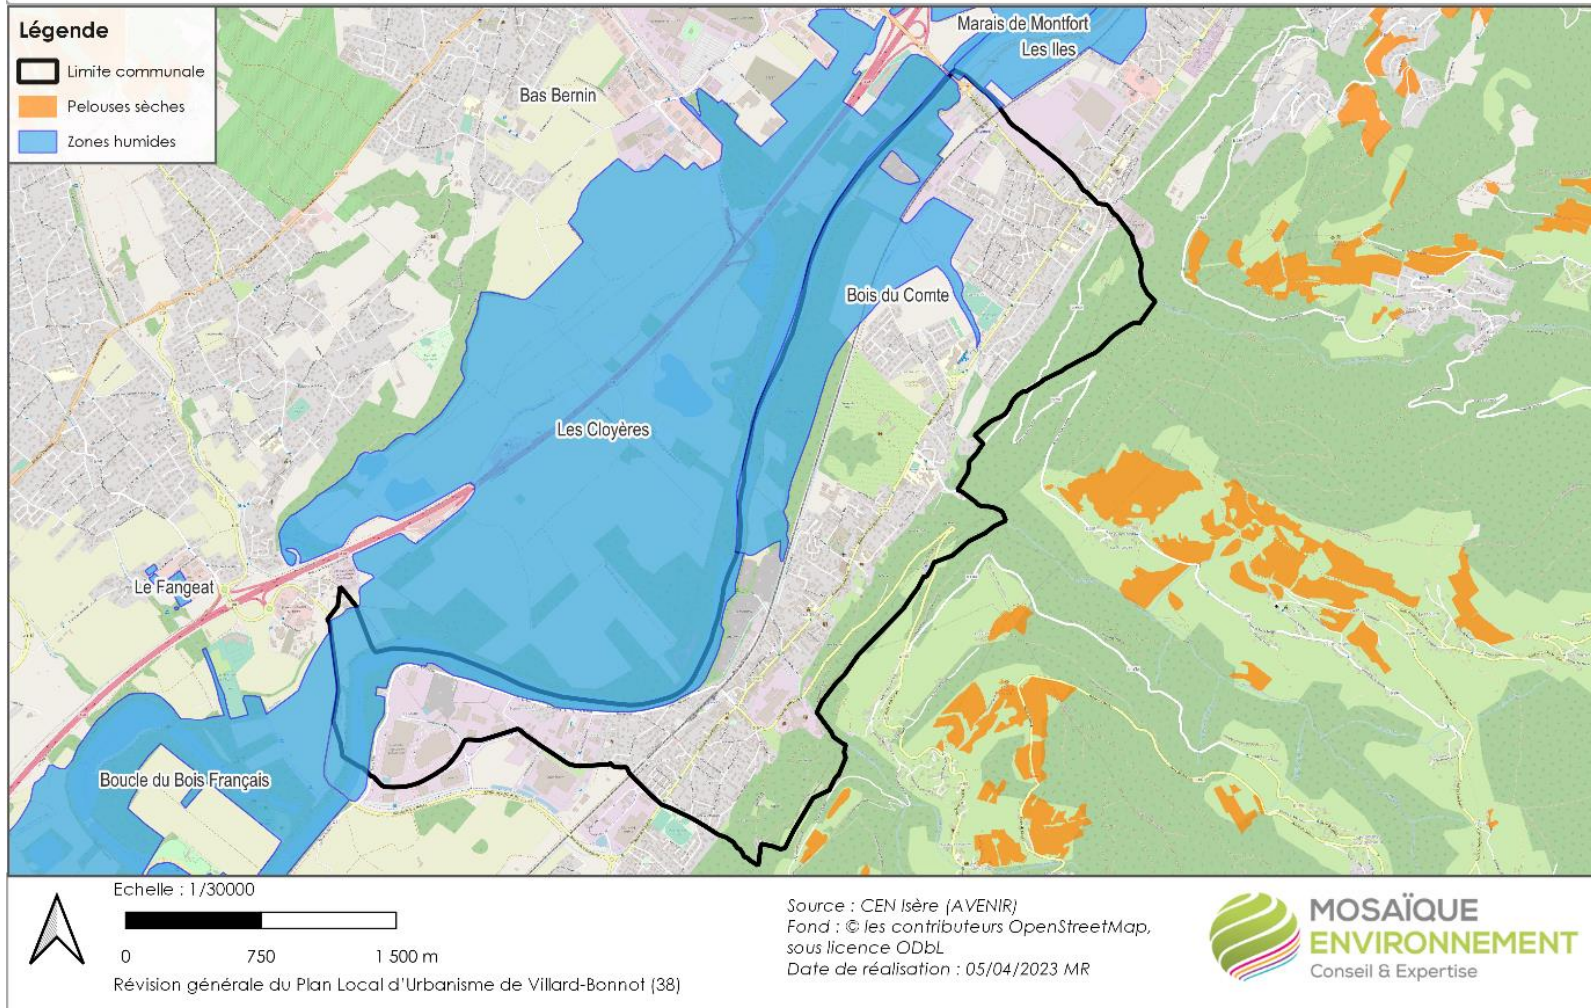 Légende
Limite communale
Pelouses sèches
Zones humides
Marais de Montfort
Les Iles
Bas Bernin
Bois du Comte
Les Cloyères
Le Fangeat
Boucle du Bois Français
Echelle : 1/30000
0 750 1 500 m
Révision générale du Plan Local d'Urbanisme de Villard-Bonnot (38)
Source : CEN Isère (AVENIR)
Fond : © les contributeurs OpenStreetMap,
sous licence ODbL
Date de réalisation : 05/04/2023 MR
MOSAÏQUE
ENVIRONNEMENT
Conseil & Expertise